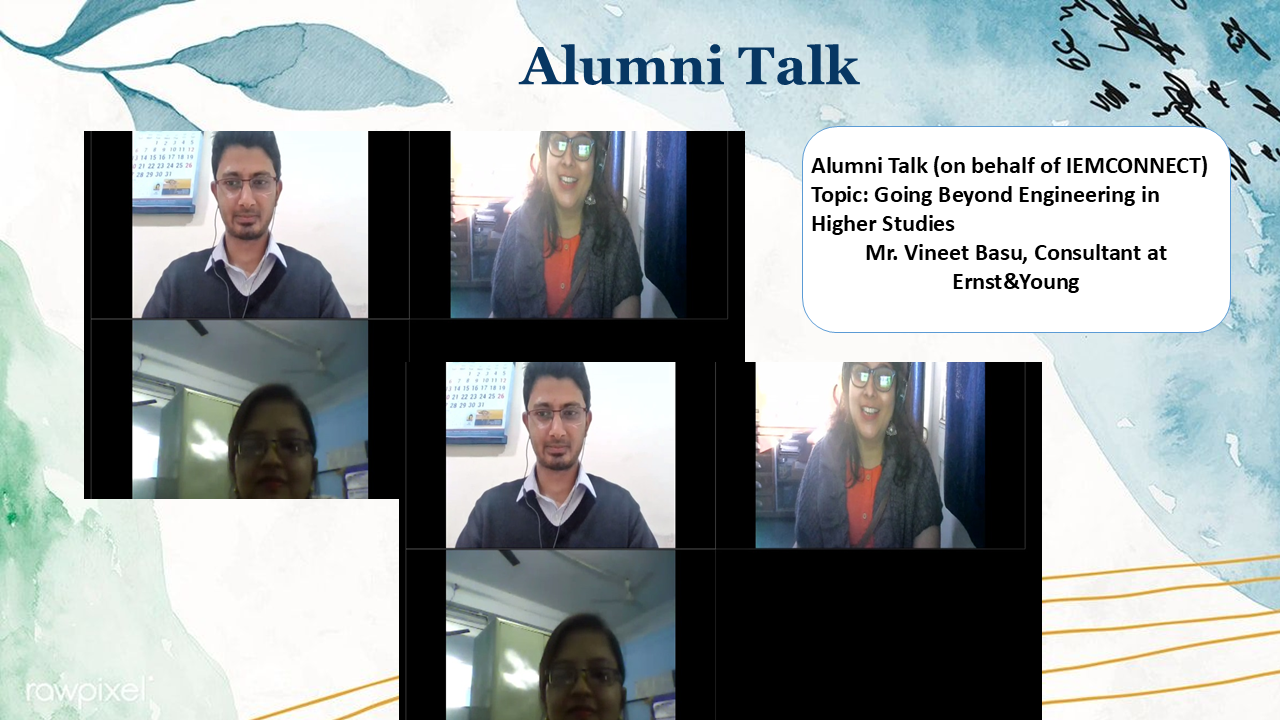 Alumni Talk
Alumni Talk (on behalf of IEMCONNECT)
Topic: Going Beyond Engineering in
Higher Studies
Mr. Vineet Basu, Consultant at
Ernst&Young
rawpixel